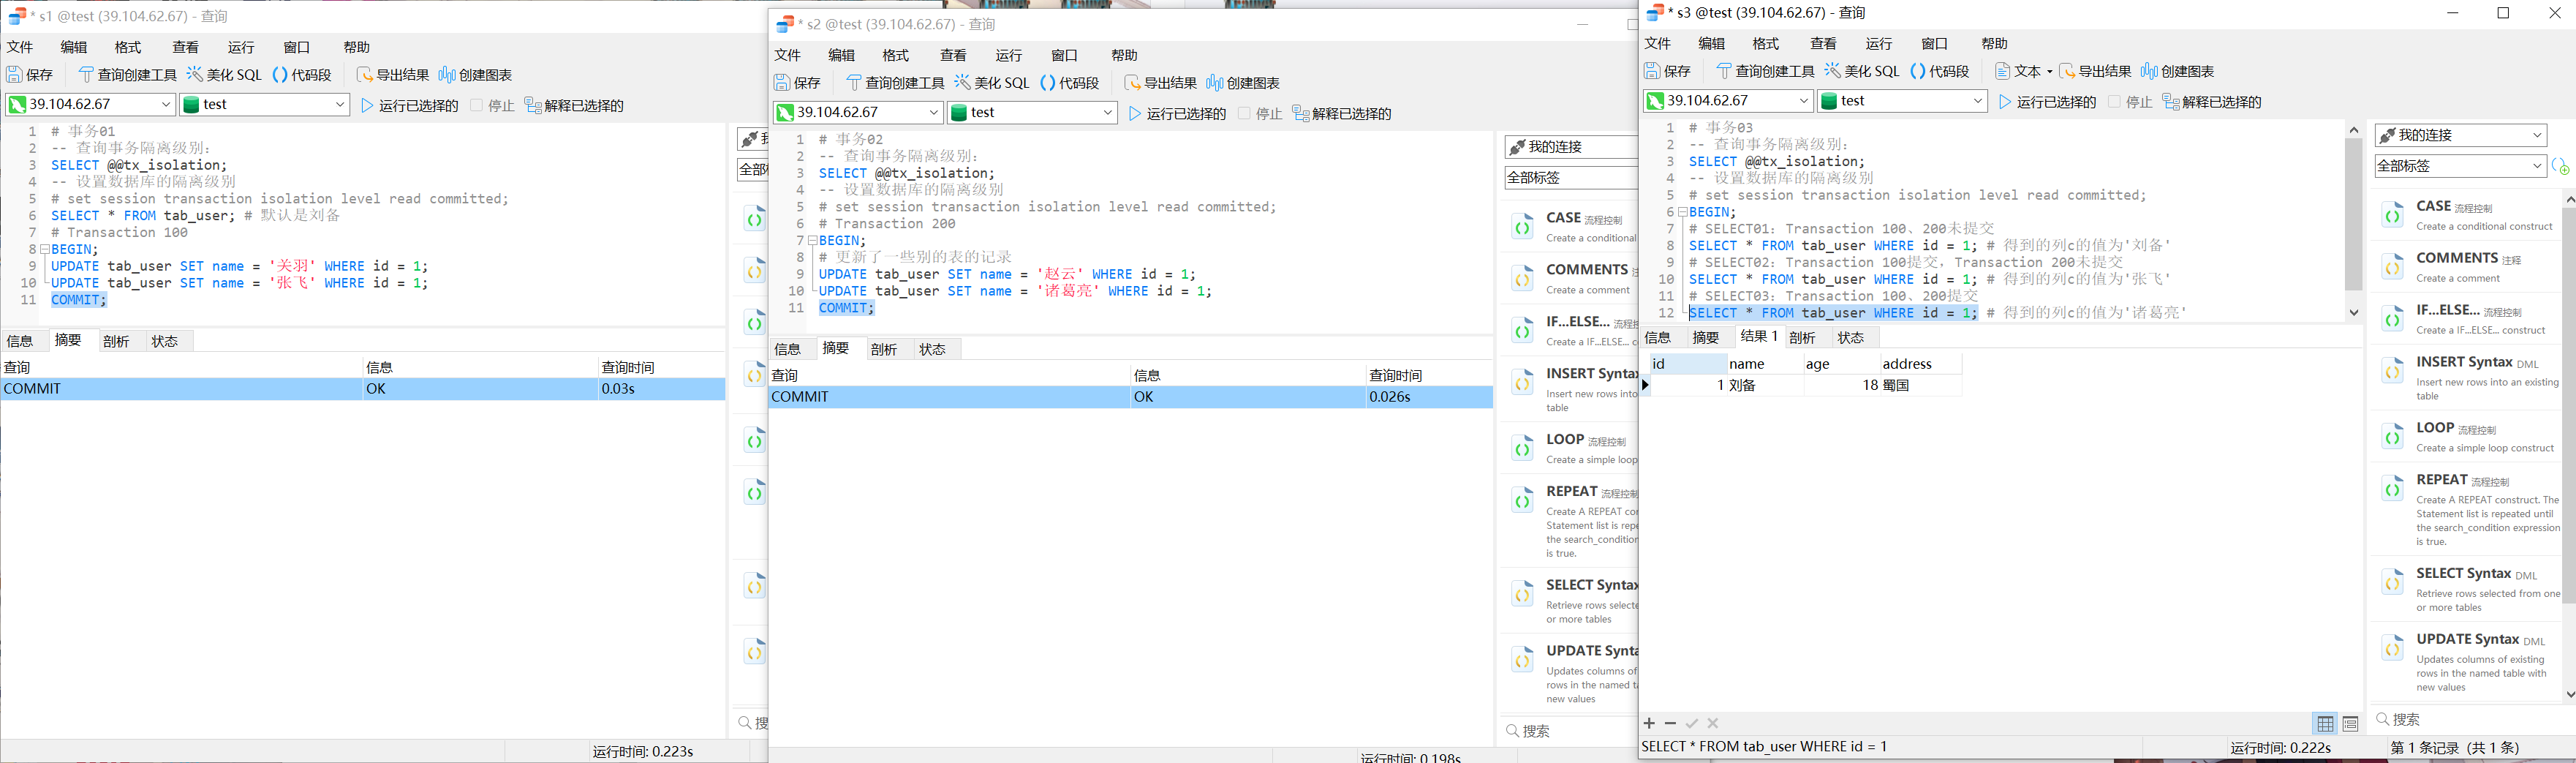 * s1 @test (39.104.62.67) - 查询
文件 编辑 格式 查看 运行 窗口 帮助
保存 查询创建工具 美化 SQL 代码段 导出结果 创建图表
39.104.62.67 test 运行已选择的 停止 解释已选择的
1 # 事务01
2 -- 查询事务隔离级别:
3 SELECT @@tx_isolation;
4 -- 设置数据库的隔离级别
5 # set session transaction isolation level read committed;
6 SELECT * FROM tab_user; # 默认是刘备
7 # Transaction 100
8 BEGIN;
9 UPDATE tab_user SET name = '关羽' WHERE id = 1;
10 UPDATE tab_user SET name = '张飞' WHERE id = 1;
11 COMMIT;
全部标
信息 摘要 剖析 状态
查询 信息 查询时间
COMMIT OK 0.03s
搜
运行时间: 0.223s
* s2 @test (39.104.62.67) - 查询
文件 编辑 格式 查看 运行 窗口 帮助
保存 查询创建工具 美化 SQL 代码段 导出结果 创建图表
39.104.62.67 test 运行已选择的 停止 解释已选择的
1 # 事务02
2 -- 查询事务隔离级别:
3 SELECT @@tx_isolation;
4 -- 设置数据库的隔离级别
5 # set session transaction isolation level read committed;
6 # Transaction 200
7 BEGIN;
8 # 更新了一些别的表的记录
9 UPDATE tab_user SET name = '赵云' WHERE id = 1;
10 UPDATE tab_user SET name = '诸葛亮' WHERE id = 1;
11 COMMIT;
信息 摘要 剖析 状态
查询 信息 查询时间
COMMIT OK 0.026s
运行时间: 0.198s
我的连接
全部标签
CASE 流程控制
Create a conditional
COMMENTS
Create a comment
IF...ELSE... 流程控
Create a IF...ELSE... c
INSERT Syntax
Insert new rows into
table
LOOP 流程控制
Create a simple loop
REPEAT 流程控制
Create A REPEAT co
Statement list is repe
the search_condition
is true.
SELECT Syntax
Retrieve rows selecte
or more tables
UPDATE Synta
Updates columns of
rows in the named ta
new values
搜索
* s3 @test (39.104.62.67) - 查询
文件 编辑 格式 查看 运行 窗口 帮助
保存 查询创建工具 美化 SQL 代码段 文本 导出结果 创建图表
39.104.62.67 test 运行已选择的 停止 解释已选择的
1 # 事务03
2 -- 查询事务隔离级别:
3 SELECT @@tx_isolation;
4 -- 设置数据库的隔离级别
5 # set session transaction isolation level read committed;
6 BEGIN;
7 # SELECT01: Transaction 100、200未提交
8 SELECT * FROM tab_user WHERE id = 1; # 得到的列c的值为'刘备'
9 # SELECT02: Transaction 100提交，Transaction 200未提交
10 SELECT * FROM tab_user WHERE id = 1; # 得到的列c的值为'张飞'
11 # SELECT03: Transaction 100、200提交
12 SELECT * FROM tab_user WHERE id = 1; # 得到的列c的值为'诸葛亮'
信息 摘要 结果 1 剖析 状态
id name age address
1 刘备 18 蜀国
SELECT * FROM tab_user WHERE id = 1
运行时间: 0.222s 第 1 条记录 (共 1 条)
我的连接
全部标签
CASE 流程控制
Create a conditional construct
COMMENTS 注释
Create a comment
IF...ELSE... 流程控制
Create a IF...ELSE... construct
INSERT Syntax DML
Insert new rows into an existing
table
LOOP 流程控制
Create a simple loop construct
REPEAT 流程控制
Create A REPEAT construct. The
Statement list is repeated until
the search_condition expression
is true.
SELECT Syntax DML
Retrieve rows selected from one
or more tables
UPDATE Syntax DML
Updates columns of existing
rows in the named table with
new values
搜索